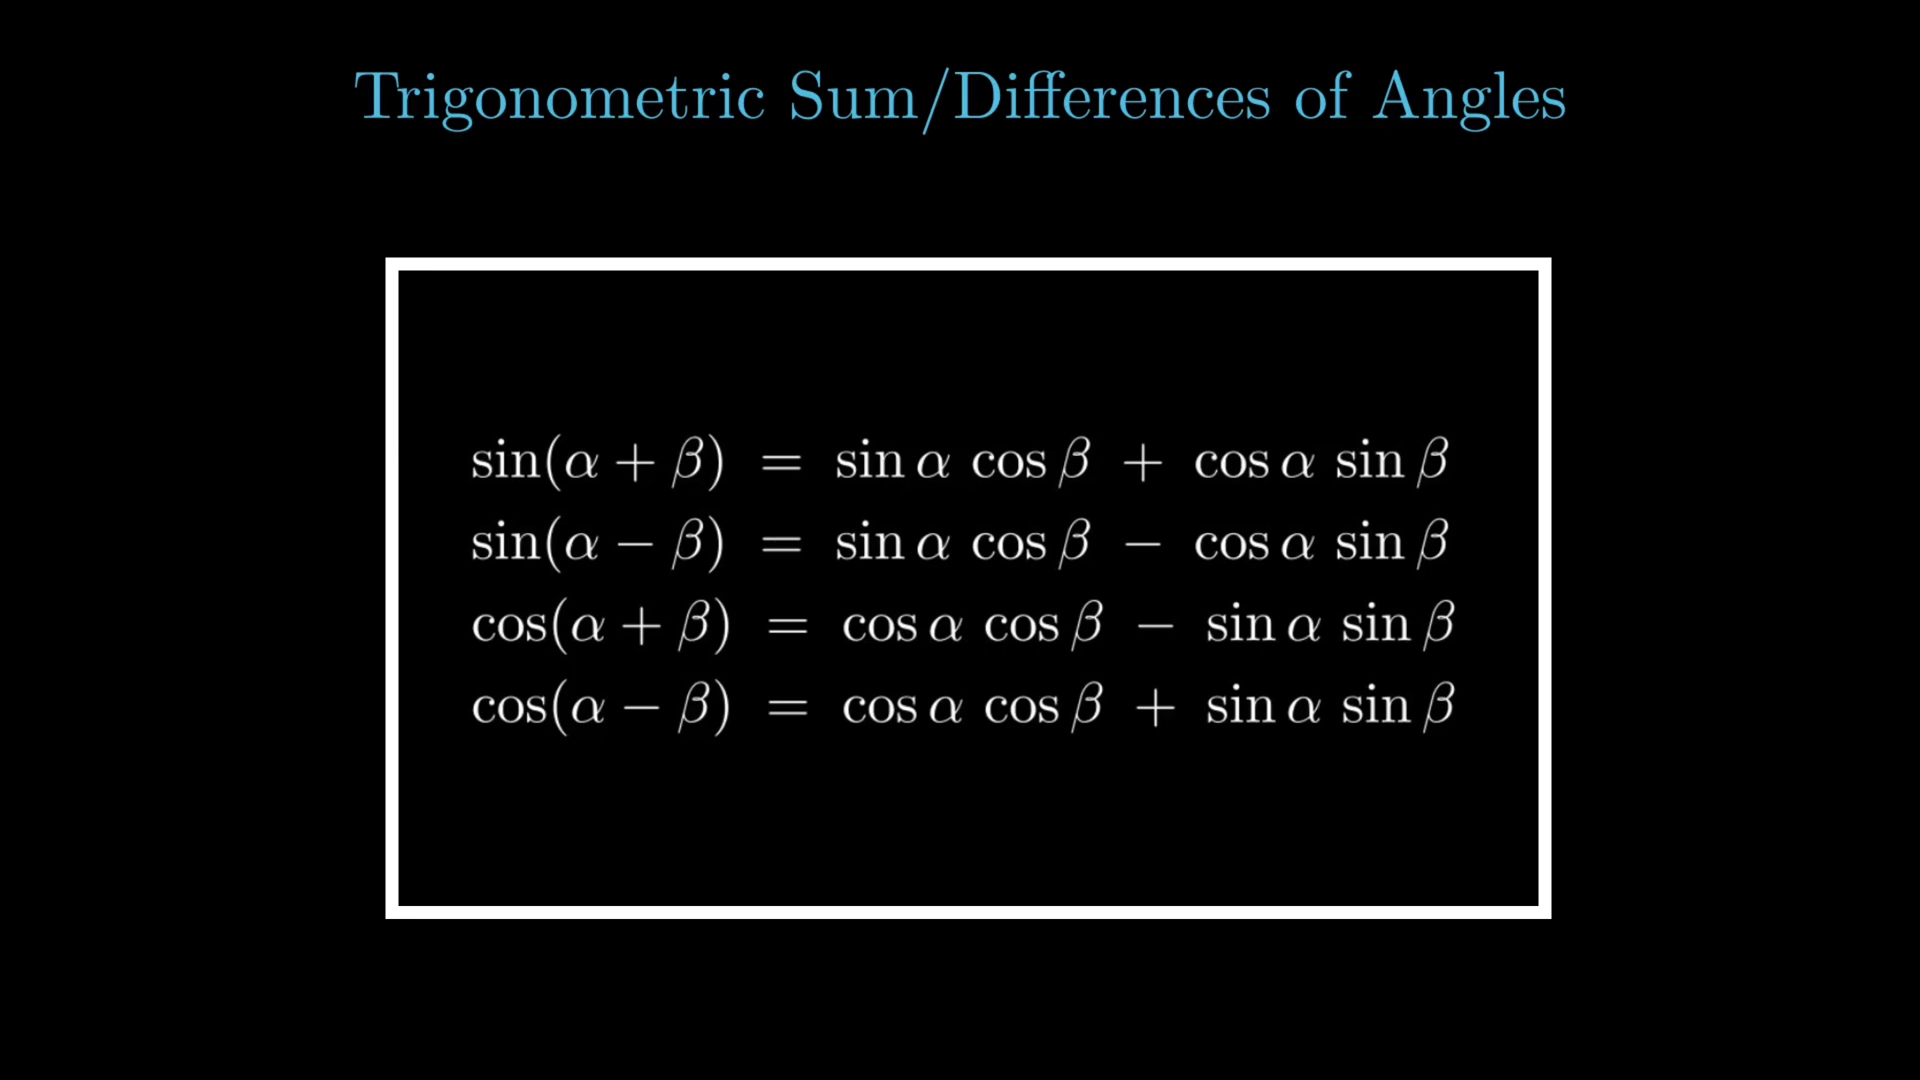 Trigonometric Sum/Differences of Angles
sin(α + β) = sin α cos β + cos α sin β
sin(α − β) = sin α cos β − cos α sin β
cos(α + β) = cos α cos β − sin α sin β
cos(α − β) = cos α cos β + sin α sin β